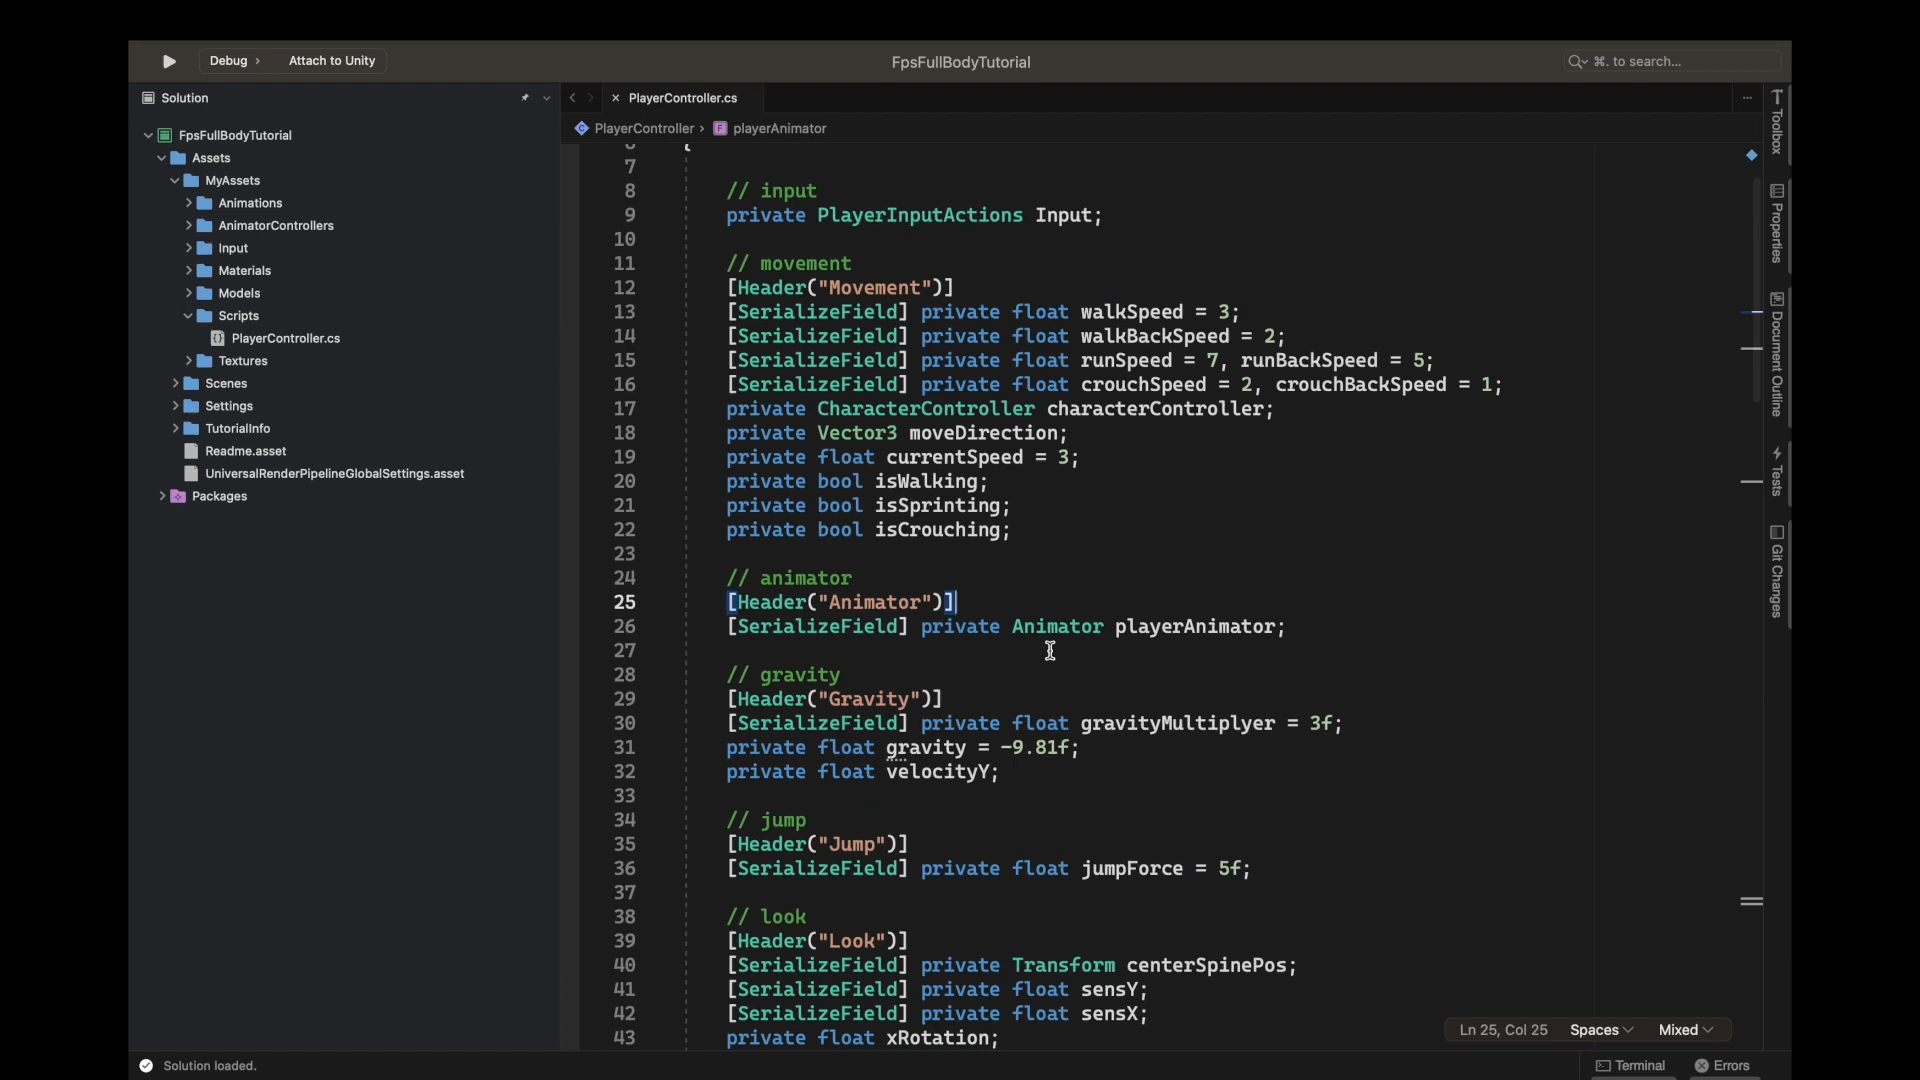 Debug › Attach to Unity
FpsFullBodyTutorial
⌘. to search...
Solution
FpsFullBodyTutorial
Assets
MyAssets
Animations
AnimatorControllers
Input
Materials
Models
Scripts
PlayerController.cs
Textures
Scenes
Settings
TutorialInfo
Readme.asset
UniversalRenderPipelineGlobalSettings.asset
Packages
PlayerController.cs
PlayerController › playerAnimator
6 {
7
8 // input
9 private PlayerInputActions Input;
10
11 // movement
12 [Header("Movement")]
13 [SerializeField] private float walkSpeed = 3;
14 [SerializeField] private float walkBackSpeed = 2;
15 [SerializeField] private float runSpeed = 7, runBackSpeed = 5;
16 [SerializeField] private float crouchSpeed = 2, crouchBackSpeed = 1;
17 private CharacterController characterController;
18 private Vector3 moveDirection;
19 private float currentSpeed = 3;
20 private bool isWalking;
21 private bool isSprinting;
22 private bool isCrouching;
23
24 // animator
25 [Header("Animator")]
26 [SerializeField] private Animator playerAnimator;
27
28 // gravity
29 [Header("Gravity")]
30 [SerializeField] private float gravityMultiplyer = 3f;
31 private float gravity = -9.81f;
32 private float velocityY;
33
34 // jump
35 [Header("Jump")]
36 [SerializeField] private float jumpForce = 5f;
37
38 // look
39 [Header("Look")]
40 [SerializeField] private Transform centerSpinePos;
41 [SerializeField] private float sensY;
42 [SerializeField] private float sensX;
43 private float xRotation;
Toolbox
Properties
Document Outline
Tests
Git Changes
Ln 25, Col 25 Spaces Mixed
Solution loaded.
Terminal Errors